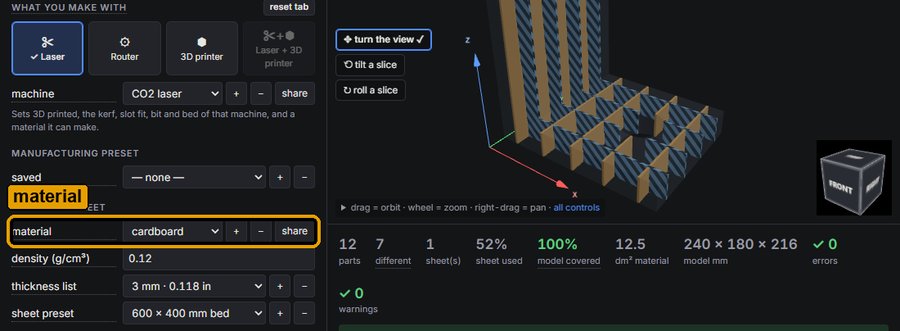 WHAT YOU MAKE WITH
reset tab
✓ Laser
Router
3D printer
Laser + 3D printer
machine
CO2 laser
+
−
share
Sets 3D printed, the kerf, slot fit, bit and bed of that machine, and a
material it can make.
MANUFACTURING PRESET
saved
— none —
+
−
material
EET
material
cardboard
+
−
share
density (g/cm³)
0.12
thickness list
3 mm · 0.118 in
+
−
sheet preset
600 × 400 mm bed
+
−
✥ turn the view ✓
⟲ tilt a slice
↻ roll a slice
z
y
x
FRONT
▶ drag = orbit · wheel = zoom · right-drag = pan · all controls
12 parts
7 different
1 sheet(s)
52% sheet used
100% model covered
12.5 dm² material
240 × 180 × 216 model mm
✓ 0 errors
✓ 0 warnings